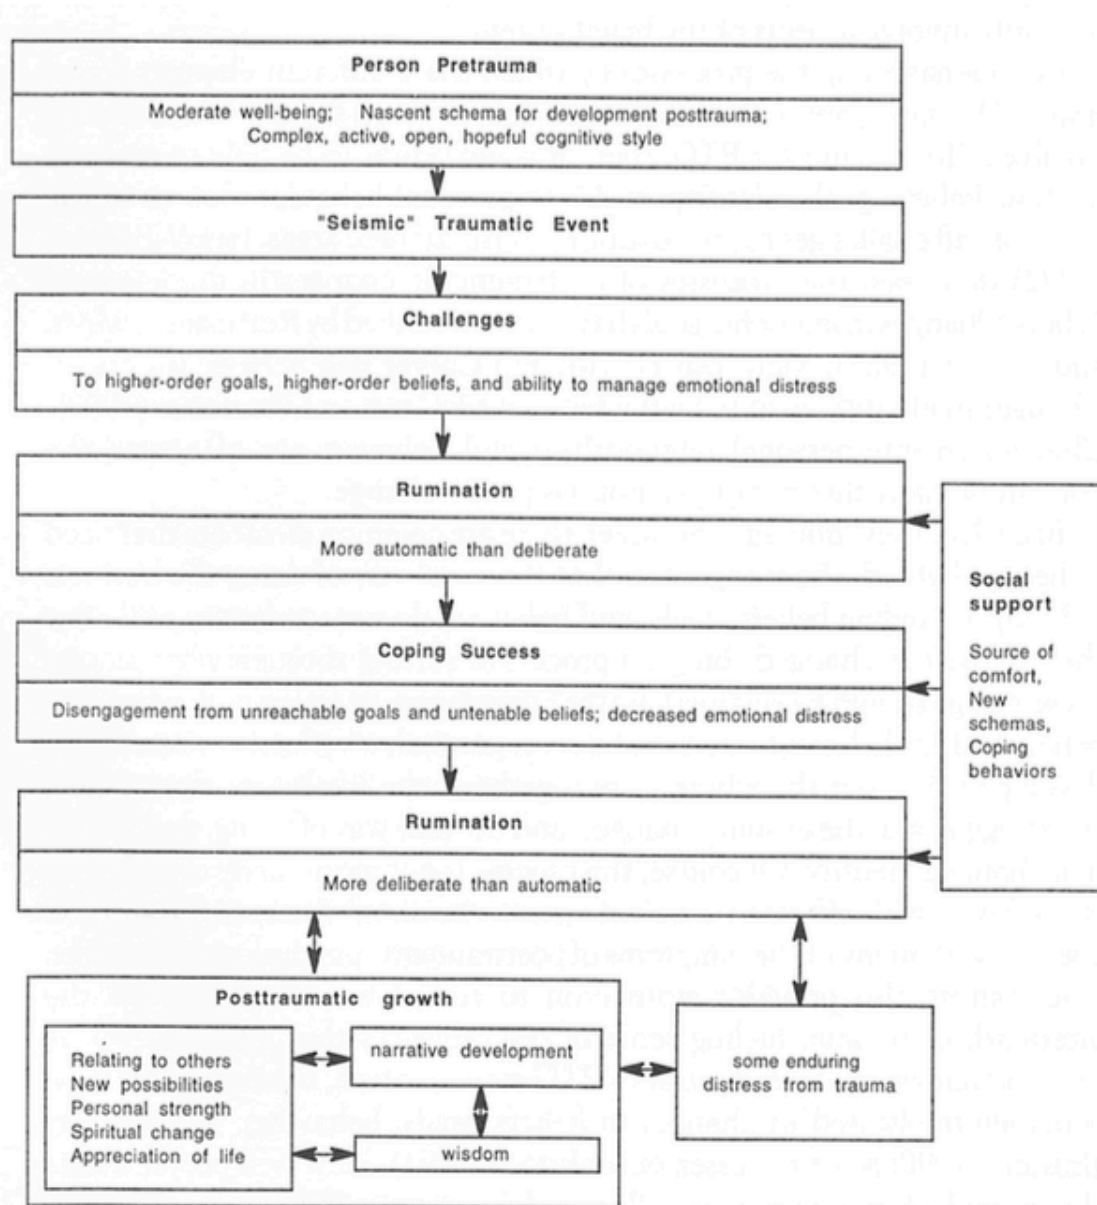 Person Pretrauma
Moderate well-being; Nascent schema for development posttrauma;
Complex, active, open, hopeful cognitive style
"Seismic" Traumatic Event
Challenges
To higher-order goals, higher-order beliefs, and ability to manage emotional distress
Rumination
More automatic than deliberate
Coping Success
Disengagement from unreachable goals and untenable beliefs; decreased emotional distress
Rumination
More deliberate than automatic
Social
support
Source of
comfort,
New
schemas,
Coping
behaviors
Posttraumatic growth
Relating to others
New possibilities
Personal strength
Spiritual change
Appreciation of life
narrative development
wisdom
some enduring
distress from trauma